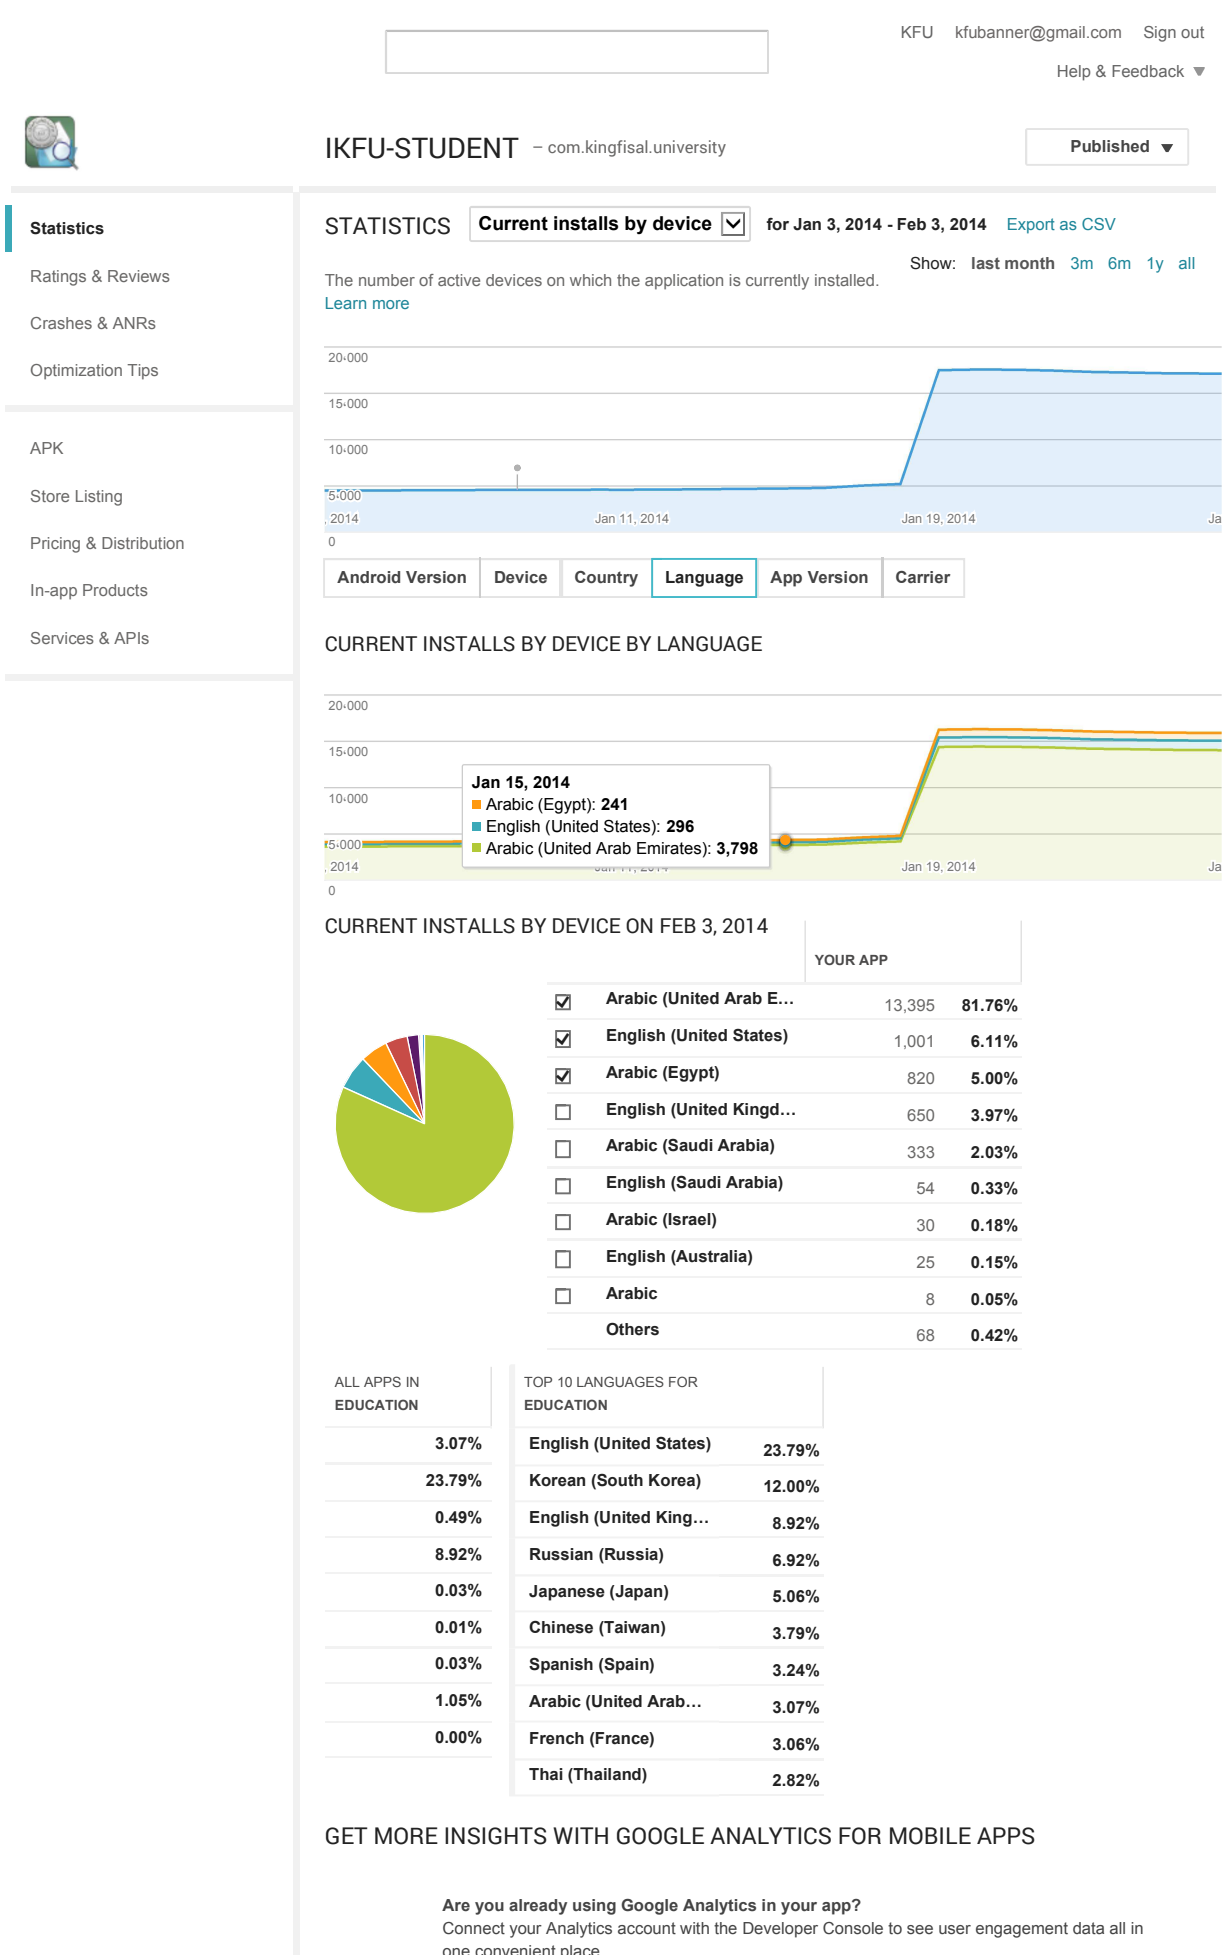 KFU kfubanner@gmail.com Sign out
Help & Feedback
IKFU-STUDENT – com.kingfisal.university
Published
Statistics
Ratings & Reviews
Crashes & ANRs
Optimization Tips
APK
Store Listing
Pricing & Distribution
In-app Products
Services & APIs
STATISTICS Current installs by device for Jan 3, 2014 - Feb 3, 2014 Export as CSV
Show: last month 3m 6m 1y all
The number of active devices on which the application is currently installed.
Learn more
20،000
15،000
10،000
5،000
, 2014 Jan 11, 2014 Jan 19, 2014 Ja
0
Android Version Device Country Language App Version Carrier
CURRENT INSTALLS BY DEVICE BY LANGUAGE
20،000
15،000
10،000
5،000
Jan 15, 2014
Arabic (Egypt): 241
English (United States): 296
Arabic (United Arab Emirates): 3,798
, 2014 Jan 19, 2014 Ja
0
CURRENT INSTALLS BY DEVICE ON FEB 3, 2014
YOUR APP
Arabic (United Arab E... 13,395 81.76%
English (United States) 1,001 6.11%
Arabic (Egypt) 820 5.00%
English (United Kingd... 650 3.97%
Arabic (Saudi Arabia) 333 2.03%
English (Saudi Arabia) 54 0.33%
Arabic (Israel) 30 0.18%
English (Australia) 25 0.15%
Arabic 8 0.05%
Others 68 0.42%
ALL APPS IN
EDUCATION
3.07%
23.79%
0.49%
8.92%
0.03%
0.01%
0.03%
1.05%
0.00%
TOP 10 LANGUAGES FOR
EDUCATION
English (United States) 23.79%
Korean (South Korea) 12.00%
English (United King... 8.92%
Russian (Russia) 6.92%
Japanese (Japan) 5.06%
Chinese (Taiwan) 3.79%
Spanish (Spain) 3.24%
Arabic (United Arab... 3.07%
French (France) 3.06%
Thai (Thailand) 2.82%
GET MORE INSIGHTS WITH GOOGLE ANALYTICS FOR MOBILE APPS
Are you already using Google Analytics in your app?
Connect your Analytics account with the Developer Console to see user engagement data all in
one convenient place